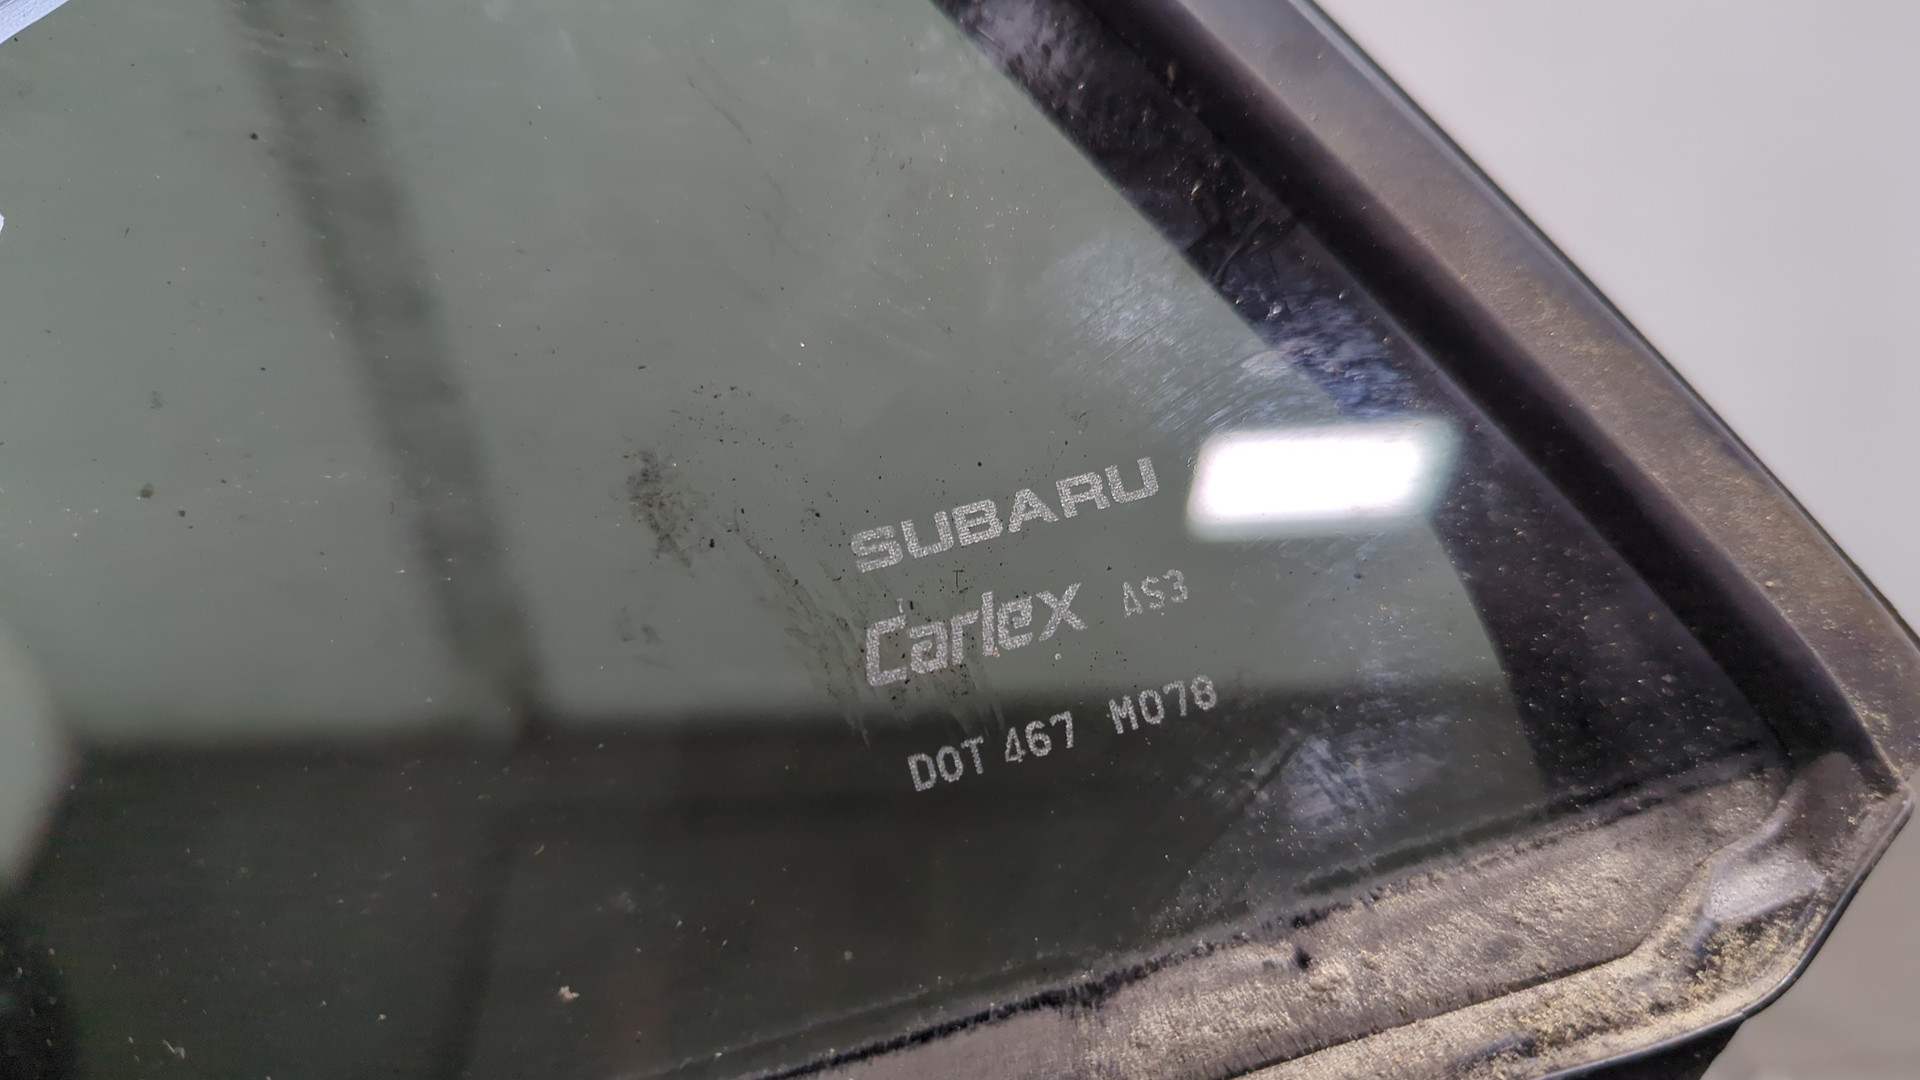 SUBARU
Carlex AS3
DOT 467 M078